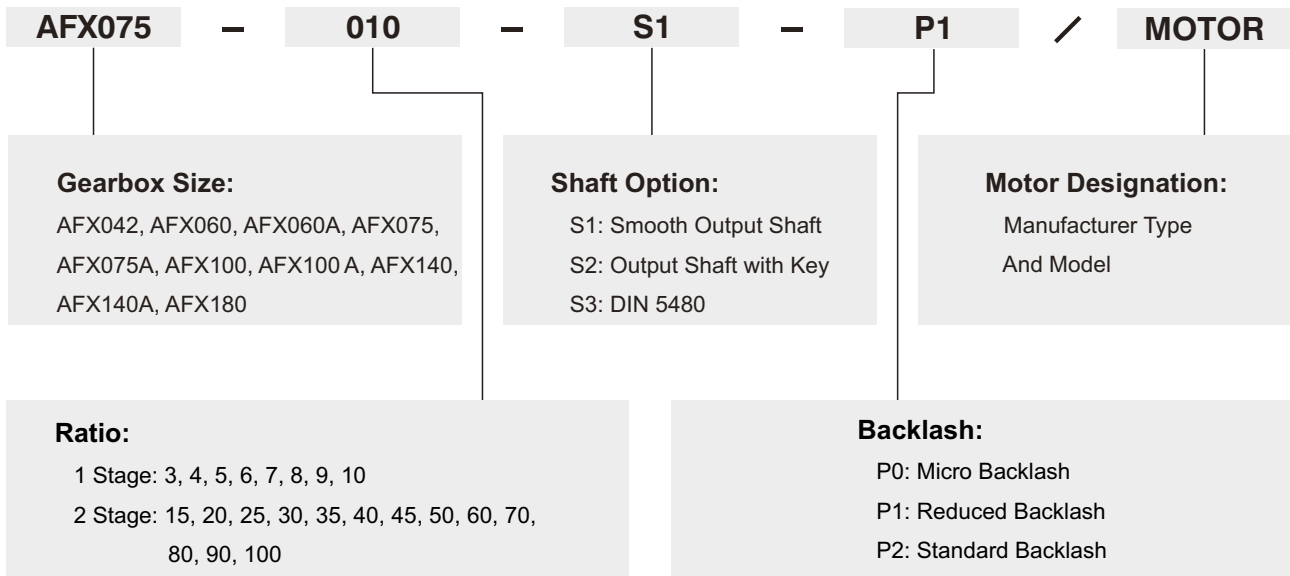 AFX075 – 010 – S1 – P1 / MOTOR
Gearbox Size:
AFX042, AFX060, AFX060A, AFX075,
AFX075A, AFX100, AFX100 A, AFX140,
AFX140A, AFX180
Shaft Option:
S1: Smooth Output Shaft
S2: Output Shaft with Key
S3: DIN 5480
Motor Designation:
Manufacturer Type
And Model
Ratio:
1 Stage: 3, 4, 5, 6, 7, 8, 9, 10
2 Stage: 15, 20, 25, 30, 35, 40, 45, 50, 60, 70,
80, 90, 100
Backlash:
P0: Micro Backlash
P1: Reduced Backlash
P2: Standard Backlash